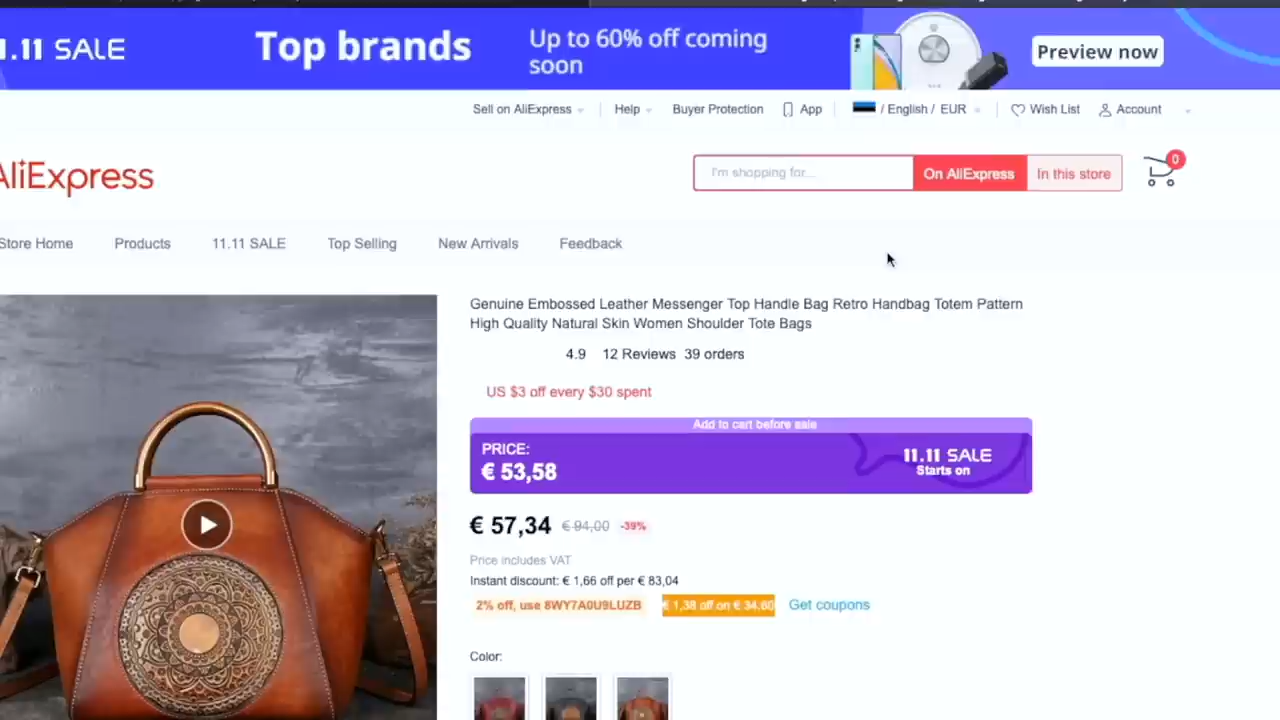 1.11 SALE
Top brands
Up to 60% off coming
soon
Preview now
Sell on AliExpress
Help
Buyer Protection
App
/ English / EUR
Wish List
Account
AliExpress
I'm shopping for...
On AliExpress
In this store
0
Store Home
Products
11.11 SALE
Top Selling
New Arrivals
Feedback
Genuine Embossed Leather Messenger Top Handle Bag Retro Handbag Totem Pattern
High Quality Natural Skin Women Shoulder Tote Bags
4.9 12 Reviews 39 orders
US $3 off every $30 spent
Add to cart before sale
PRICE:
€ 53,58
11.11 SALE
Starts on
€ 57,34 € 94,00 -39%
Price includes VAT
Instant discount: € 1,66 off per € 83,04
2% off, use 8WY7A0U9LUZB
€ 1,38 off on € 34,60
Get coupons
Color: